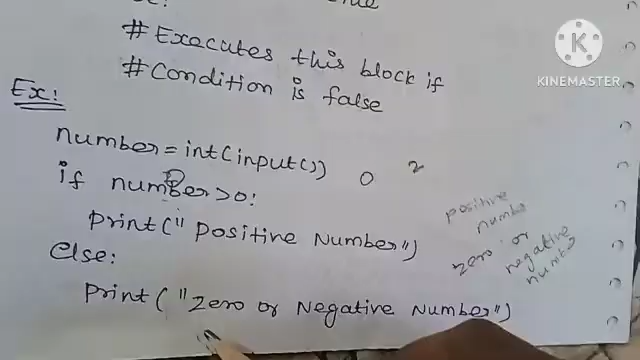 #Executes this block if
#Condition is false
Ex:
number=int(input()) 0 2
if number>0:
Print("Positive Number")
else:
Print("Zero or Negative Number")
positive
number
zero or
negative
number
K
KINEMASTER